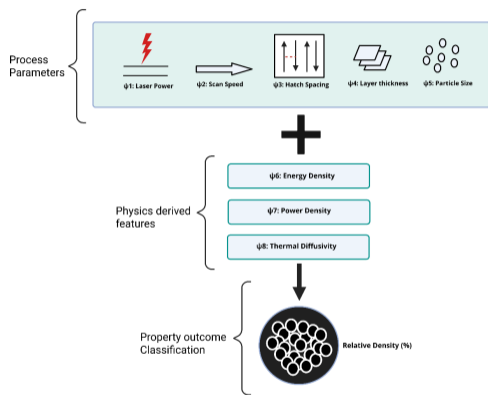 Process
Parameters
ψ1: Laser Power
ψ2: Scan Speed
ψ3: Hatch Spacing
ψ4: Layer thickness
ψ5: Particle Size
Physics derived
features
ψ6: Energy Density
ψ7: Power Density
ψ8: Thermal Diffusivity
Property outcome
Classification
Relative Density (%)